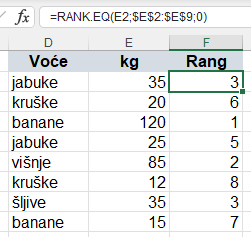 fx =RANK.EQ(E2;$E$2:$E$9;0)
D E F
Voće kg Rang
jabuke 35 3
kruške 20 6
banane 120 1
jabuke 25 5
višnje 85 2
kruške 12 8
šljive 35 3
banane 15 7